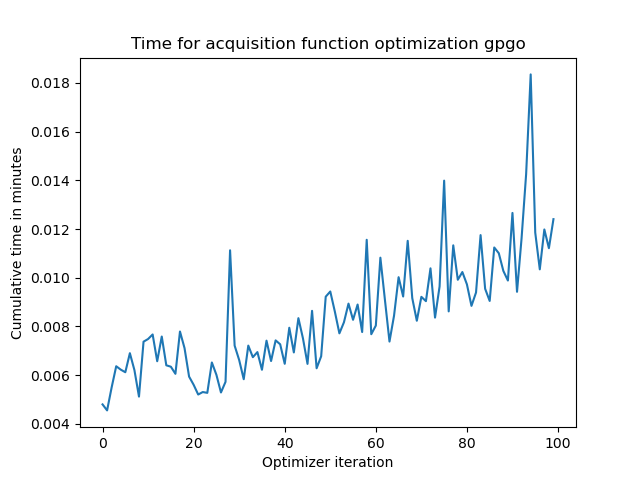 Time for acquisition function optimization gpgo
Cumulative time in minutes
0.018
0.016
0.014
0.012
0.010
0.008
0.006
0.004
0 20 40 60 80 100
Optimizer iteration